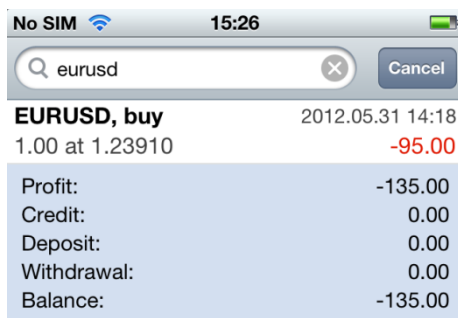 No SIM 15:26
eurusd Cancel
EURUSD, buy 2012.05.31 14:18
1.00 at 1.23910 -95.00
Profit: -135.00
Credit: 0.00
Deposit: 0.00
Withdrawal: 0.00
Balance: -135.00